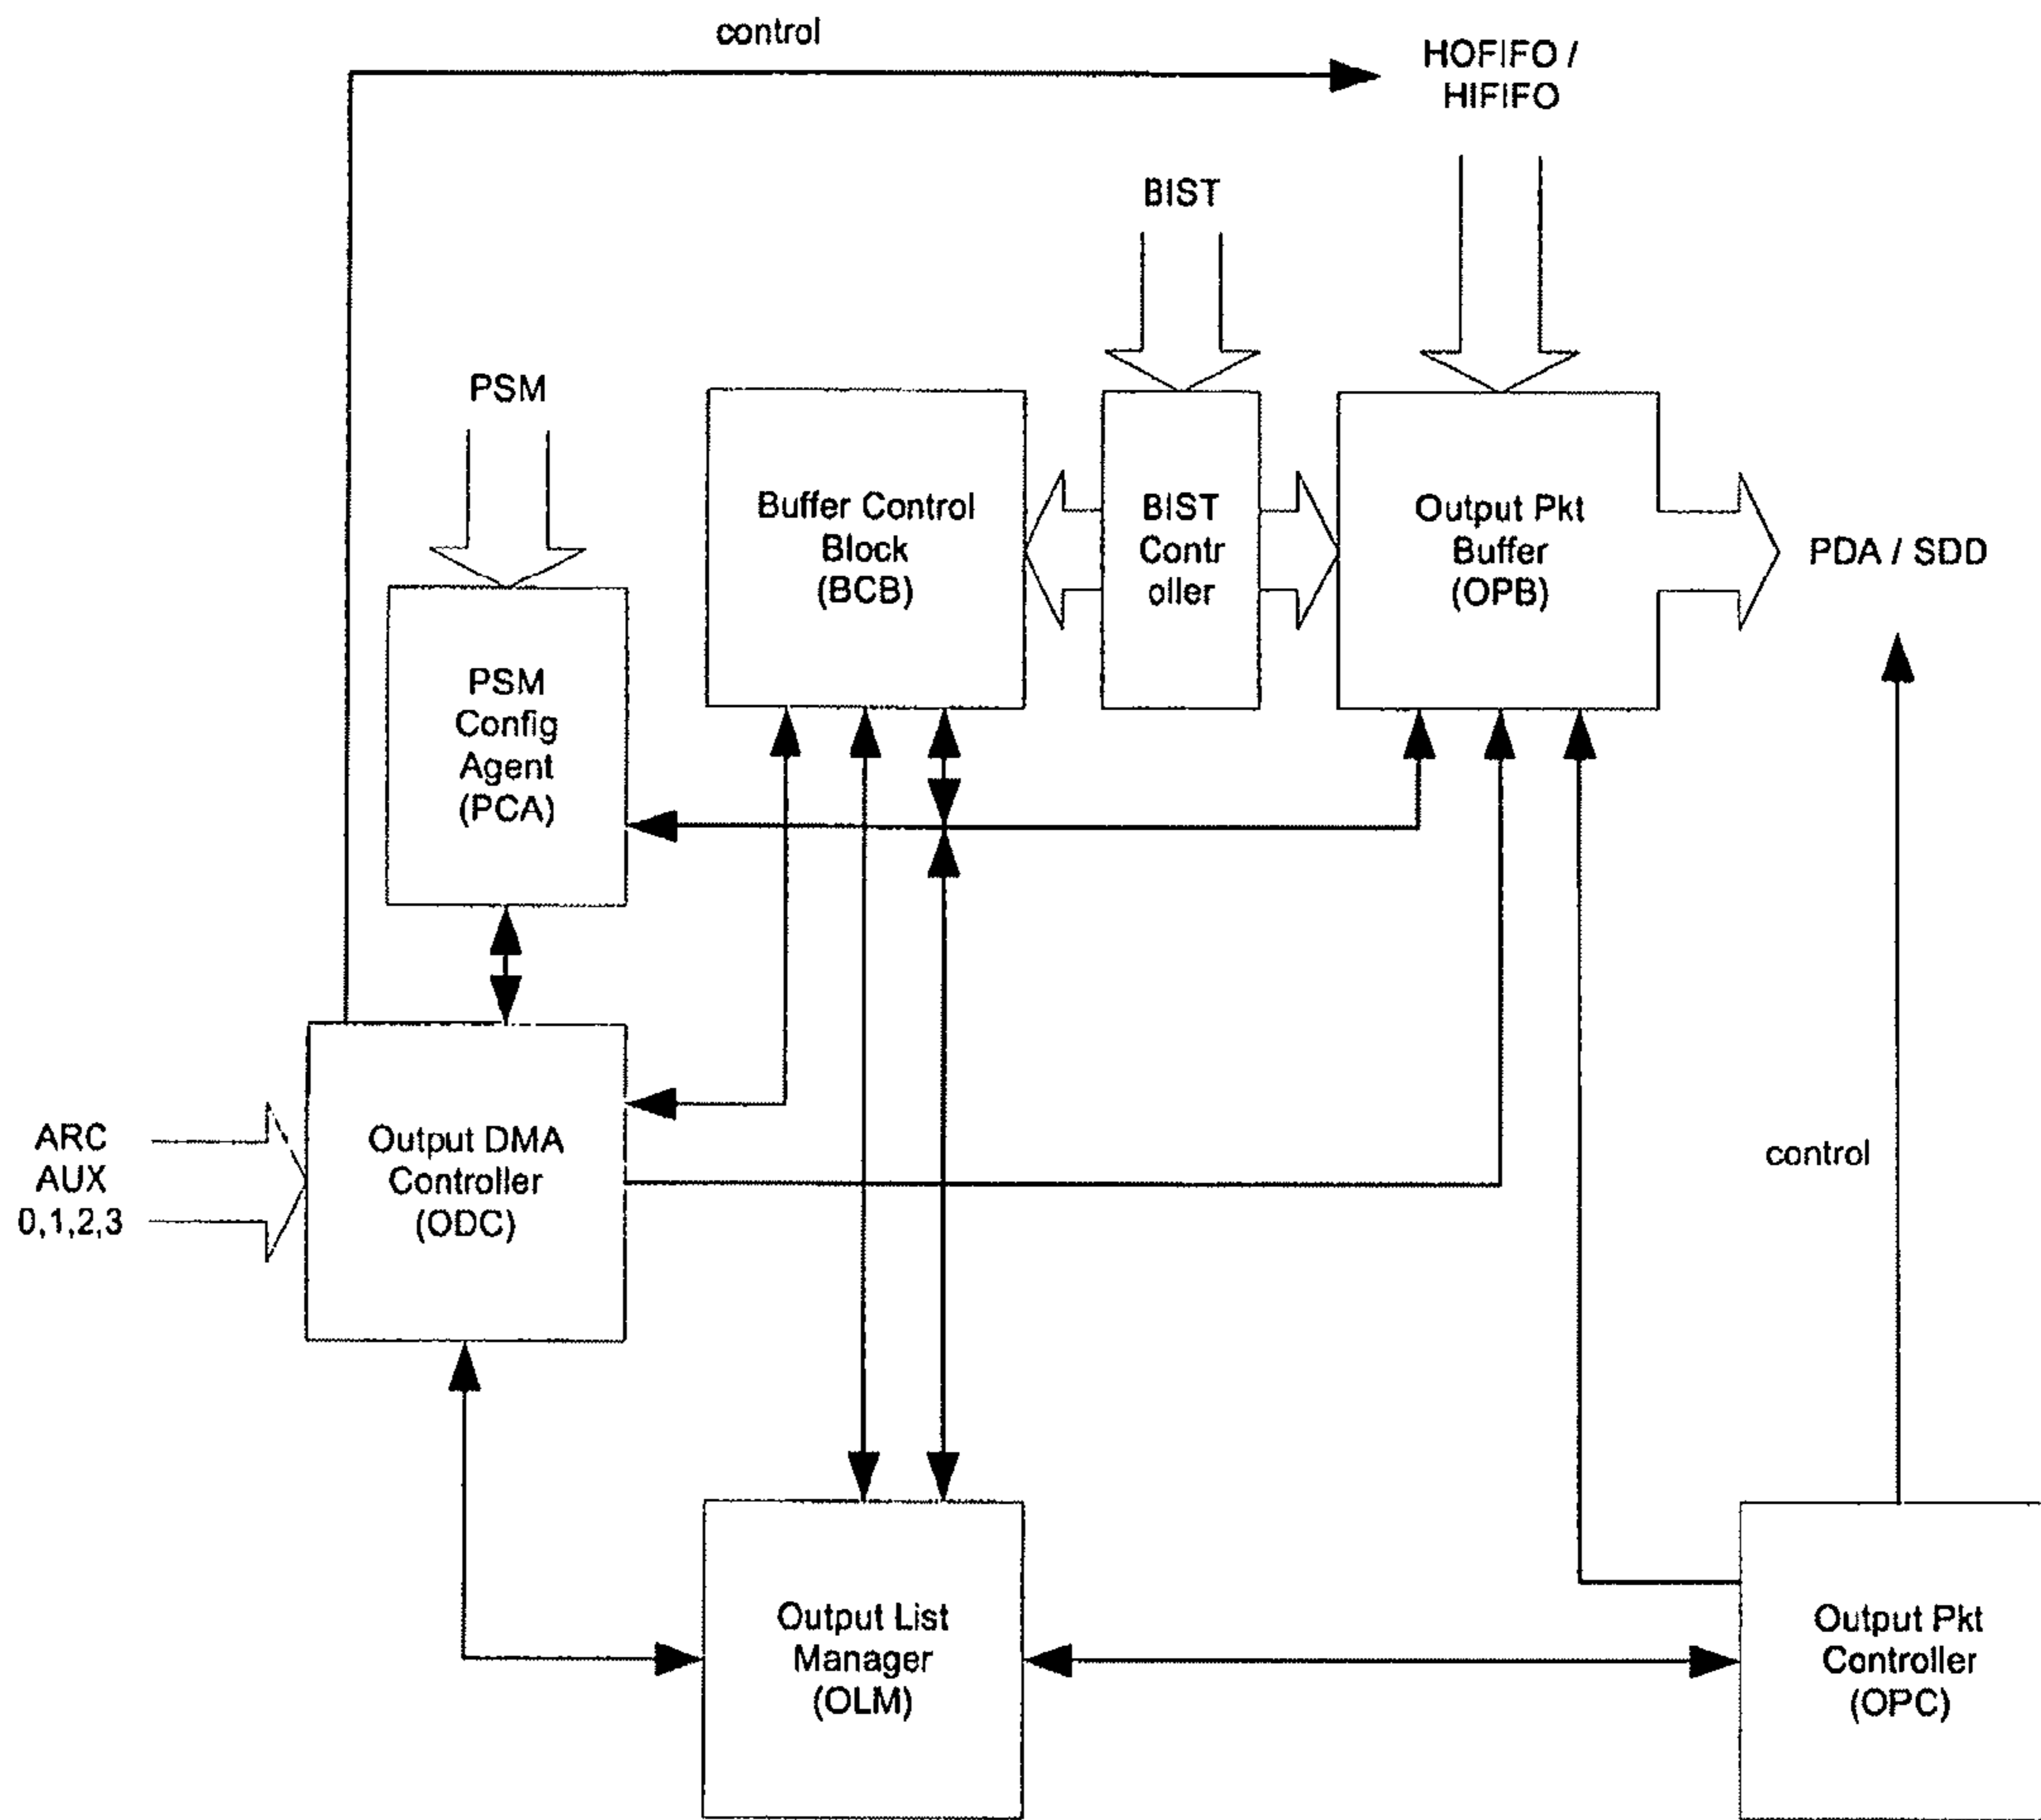 control
HOFIFO /
HIFIFO
BIST
PSM
Buffer Control
Block
(BCB)
BIST
Contr
oller
Output Pkt
Buffer
(OPB)
PDA / SDD
PSM
Config
Agent
(PCA)
ARC
AUX
0,1,2,3
Output DMA
Controller
(ODC)
control
Output List
Manager
(OLM)
Output Pkt
Controller
(OPC)